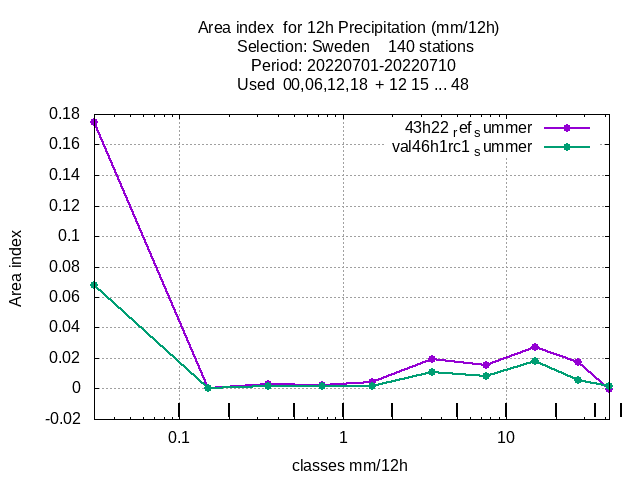 Area index  for 12h Precipitation (mm/12h)
Selection: Sweden    140 stations
Period: 20220701-20220710
Used  00,06,12,18  + 12 15 ... 48
43h22 ref summer
val46h1rc1 summer
0.18
0.16
0.14
0.12
0.1
0.08
0.06
0.04
0.02
0
-0.02
Area index
0.1 1 10
classes mm/12h